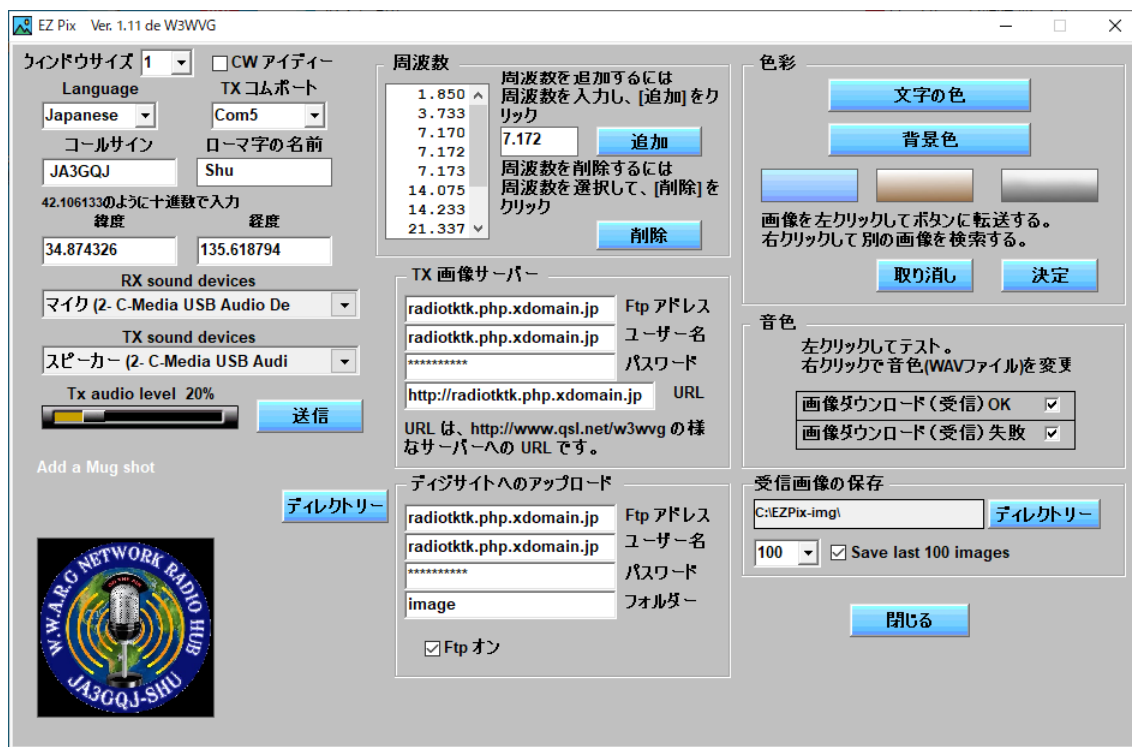 EZ Pix Ver. 1.11 de W3WVG
ウィンドウサイズ 1
CW アイディー
Language
TX コムポート
Japanese
Com5
コールサイン
ローマ字の名前
JA3GQJ
Shu
42.106133のように十進数で入力
緯度
経度
34.874326
135.618794
RX sound devices
マイク (2- C-Media USB Audio De
TX sound devices
スピーカー (2- C-Media USB Audi
Tx audio level 20%
送信
Add a Mug shot
ディレクトリー
W.W.A.R.G NETWORK RADIO HUB
JA3GQJ-SHU
周波数
1.850
3.733
7.170
7.172
7.173
14.075
14.233
21.337
周波数を追加するには
周波数を入力し、[追加]をク
リック
7.172
追加
周波数を削除するには
周波数を選択して、[削除]を
クリック
削除
TX 画像サーバー
radiotktk.php.xdomain.jp
Ftp アドレス
radiotktk.php.xdomain.jp
ユーザー名
**********
パスワード
http://radiotktk.php.xdomain.jp
URL
URL は、http://www.qsl.net/w3wvg の様
なサーバーへの URL です。
ディジサイトへのアップロード
radiotktk.php.xdomain.jp
Ftp アドレス
radiotktk.php.xdomain.jp
ユーザー名
**********
パスワード
image
フォルダー
Ftp オン
色彩
文字の色
背景色
画像を左クリックしてボタンに転送する。
右クリックして別の画像を検索する。
取り消し
決定
音色
左クリックしてテスト。
右クリックで音色(WAVファイル)を変更
画像ダウンロード(受信)OK
画像ダウンロード(受信)失敗
受信画像の保存
C:\EZPix-img\
ディレクトリー
100
Save last 100 images
閉じる